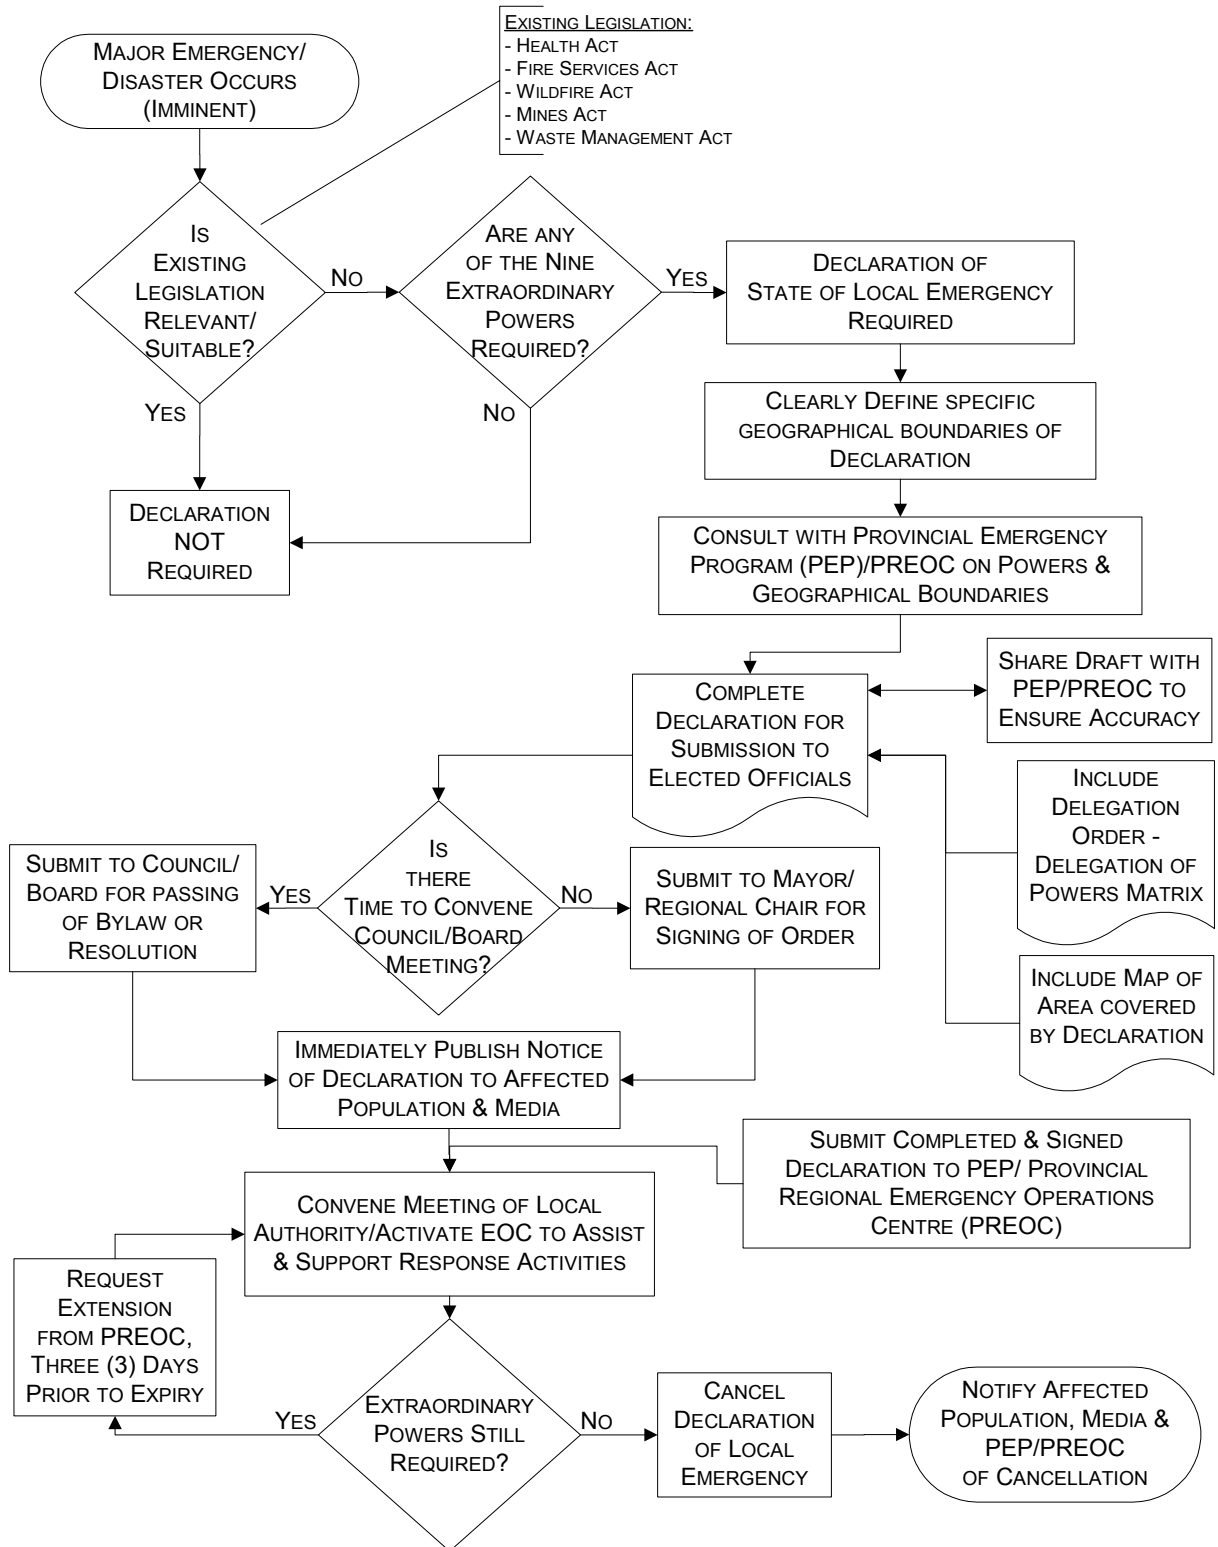 Major Emergency/
Disaster Occurs
(Imminent)
Existing Legislation:
- Health Act
- Fire Services Act
- Wildfire Act
- Mines Act
- Waste Management Act
Is
Existing
Legislation
Relevant/
Suitable?
No
Yes
Are any
of the Nine
Extraordinary
Powers
Required?
Yes
No
Declaration of
State of Local Emergency
Required
Declaration
NOT
Required
Clearly Define specific
geographical boundaries of
Declaration
Consult with Provincial Emergency
Program (PEP)/PREOC on Powers &
Geographical Boundaries
Complete
Declaration for
Submission to
Elected Officials
Share Draft with
PEP/PREOC to
Ensure Accuracy
Include
Delegation
Order -
Delegation of
Powers Matrix
Include Map of
Area covered
by Declaration
Is
there
Time to Convene
Council/Board
Meeting?
Yes
No
Submit to Council/
Board for passing
of Bylaw or
Resolution
Submit to Mayor/
Regional Chair for
Signing of Order
Immediately Publish Notice
of Declaration to Affected
Population & Media
Submit Completed & Signed
Declaration to PEP/ Provincial
Regional Emergency Operations
Centre (PREOC)
Convene Meeting of Local
Authority/Activate EOC to Assist
& Support Response Activities
Request
Extension
from PREOC,
Three (3) Days
Prior to Expiry
Extraordinary
Powers Still
Required?
Yes
No
Cancel
Declaration
of Local
Emergency
Notify Affected
Population, Media &
PEP/PREOC
of Cancellation